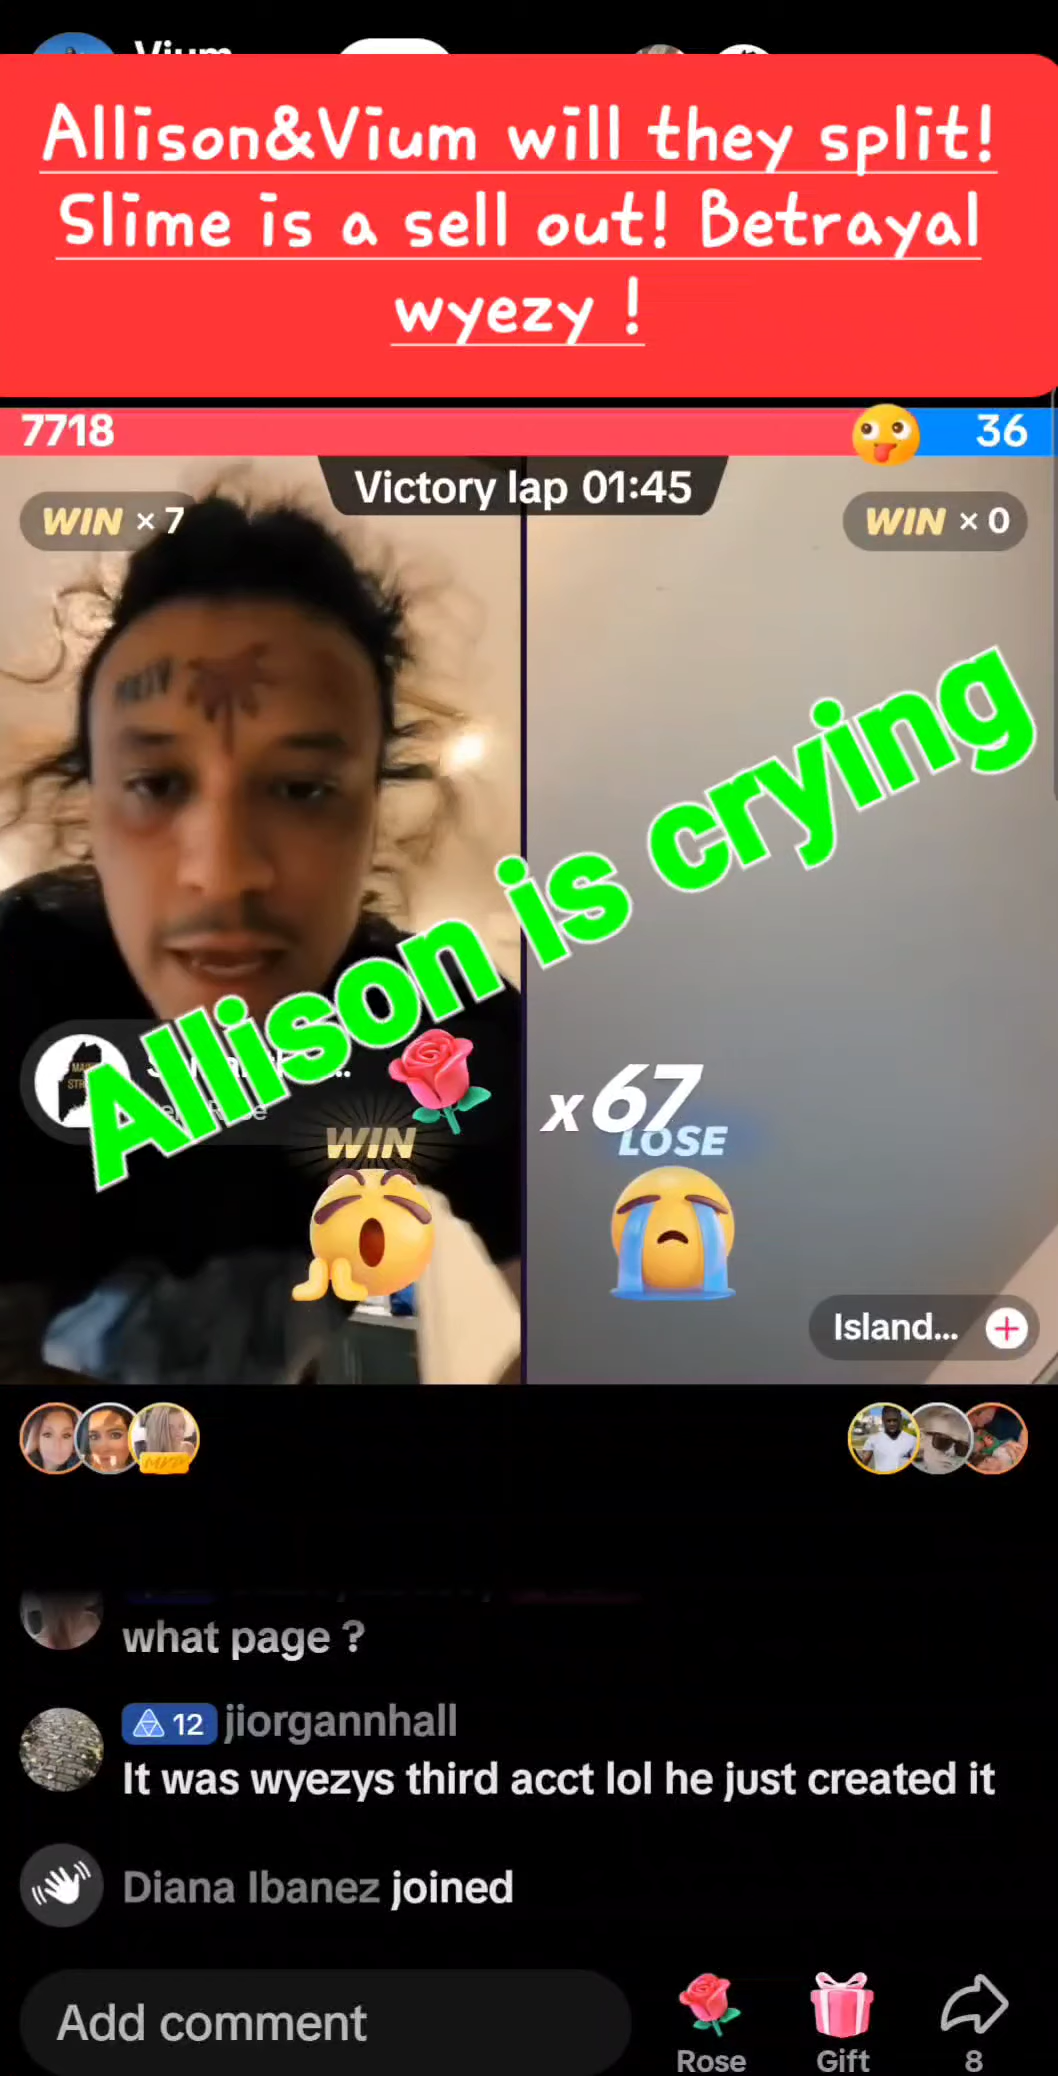 Vium
Allison&Vium will they split!
Slime is a sell out! Betrayal
wyezy !
7718
36
Victory lap 01:45
WIN × 7
WIN × 0
Allison is crying
x67
WIN
LOSE
Island...
what page ?
12 jiorgannhall
It was wyezys third acct lol he just created it
Diana Ibanez joined
Add comment
Rose
Gift
8